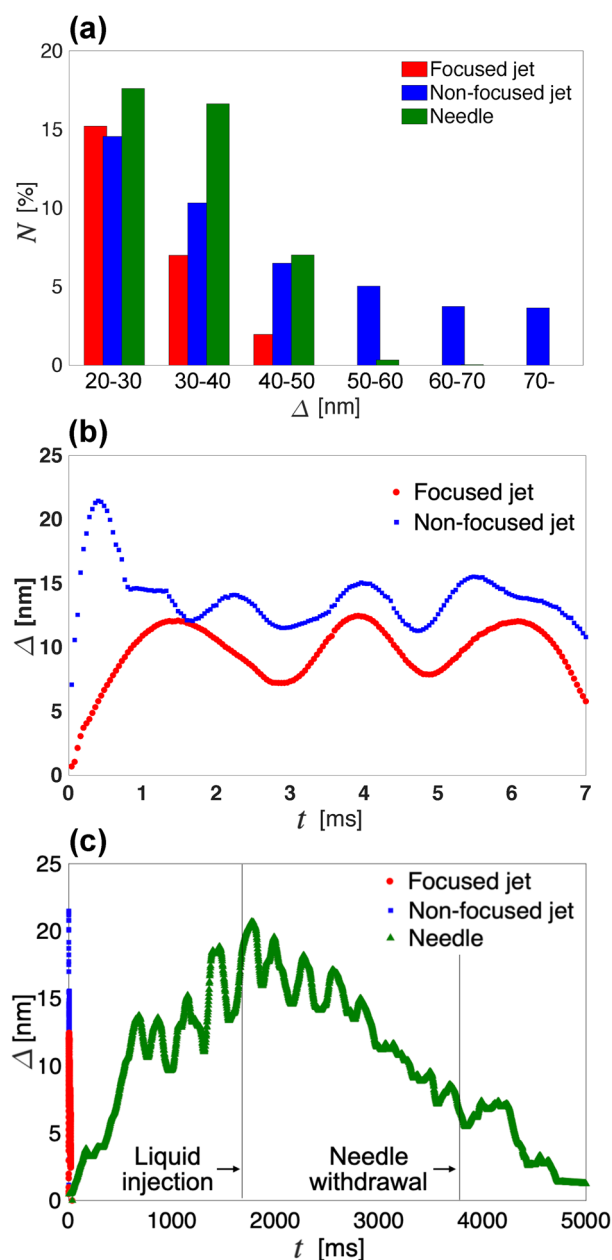 (a)
20
15
10
5
0
N [%]
Focused jet
Non-focused jet
Needle
20-30 30-40 40-50 50-60 60-70 70-
Δ [nm]
(b)
25
20
15
10
5
0
Δ [nm]
Focused jet
Non-focused jet
0 1 2 3 4 5 6 7
t [ms]
(c)
25
20
15
10
5
0
Δ [nm]
Focused jet
Non-focused jet
Needle
Liquid
injection
Needle
withdrawal
0 1000 2000 3000 4000 5000
t [ms]